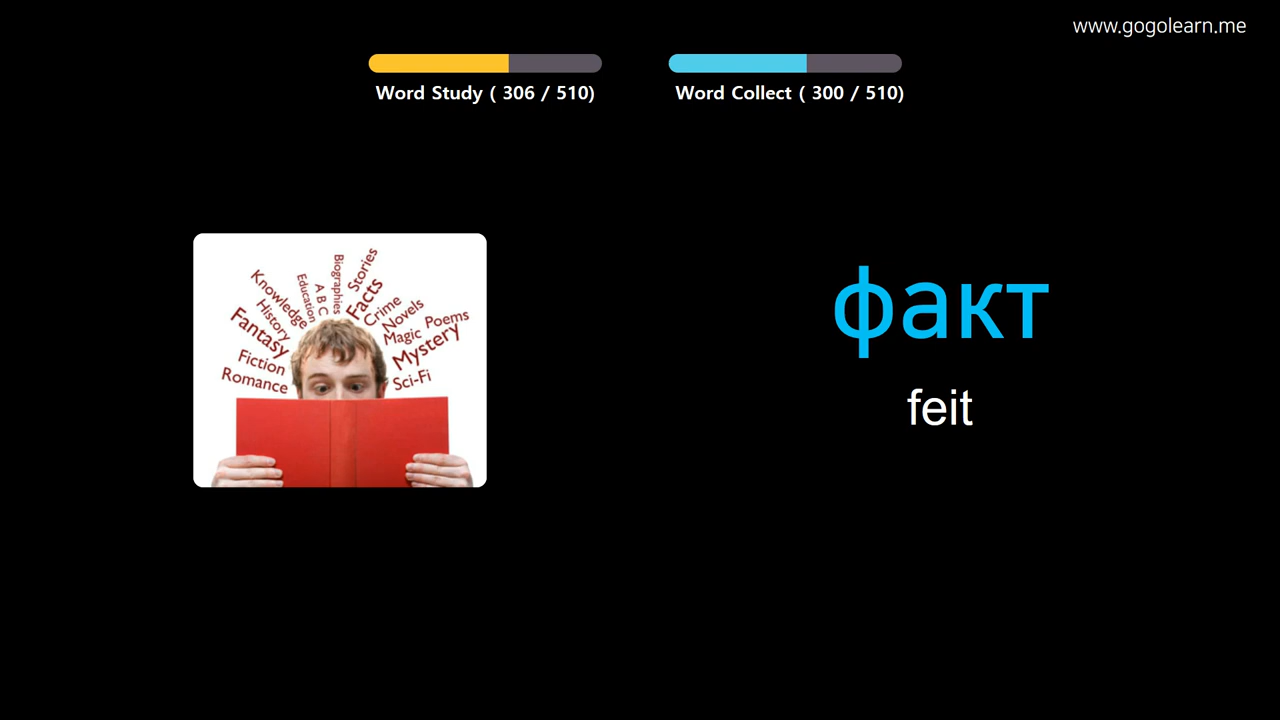 www.gogolearn.me
Word Study ( 306 / 510)
Word Collect ( 300 / 510)
Knowledge
History
Fantasy
Fiction
Romance
Education
A B C
Biographies
Stories
Facts
Crime
Novels
Magic
Poems
Mystery
Sci-Fi
факт
feit